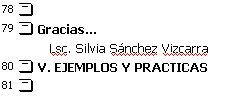 78
79 Gracias...
Lsc. Silvia Sánchez Vizcarra
80 V. EJEMPLOS Y PRACTICAS
81